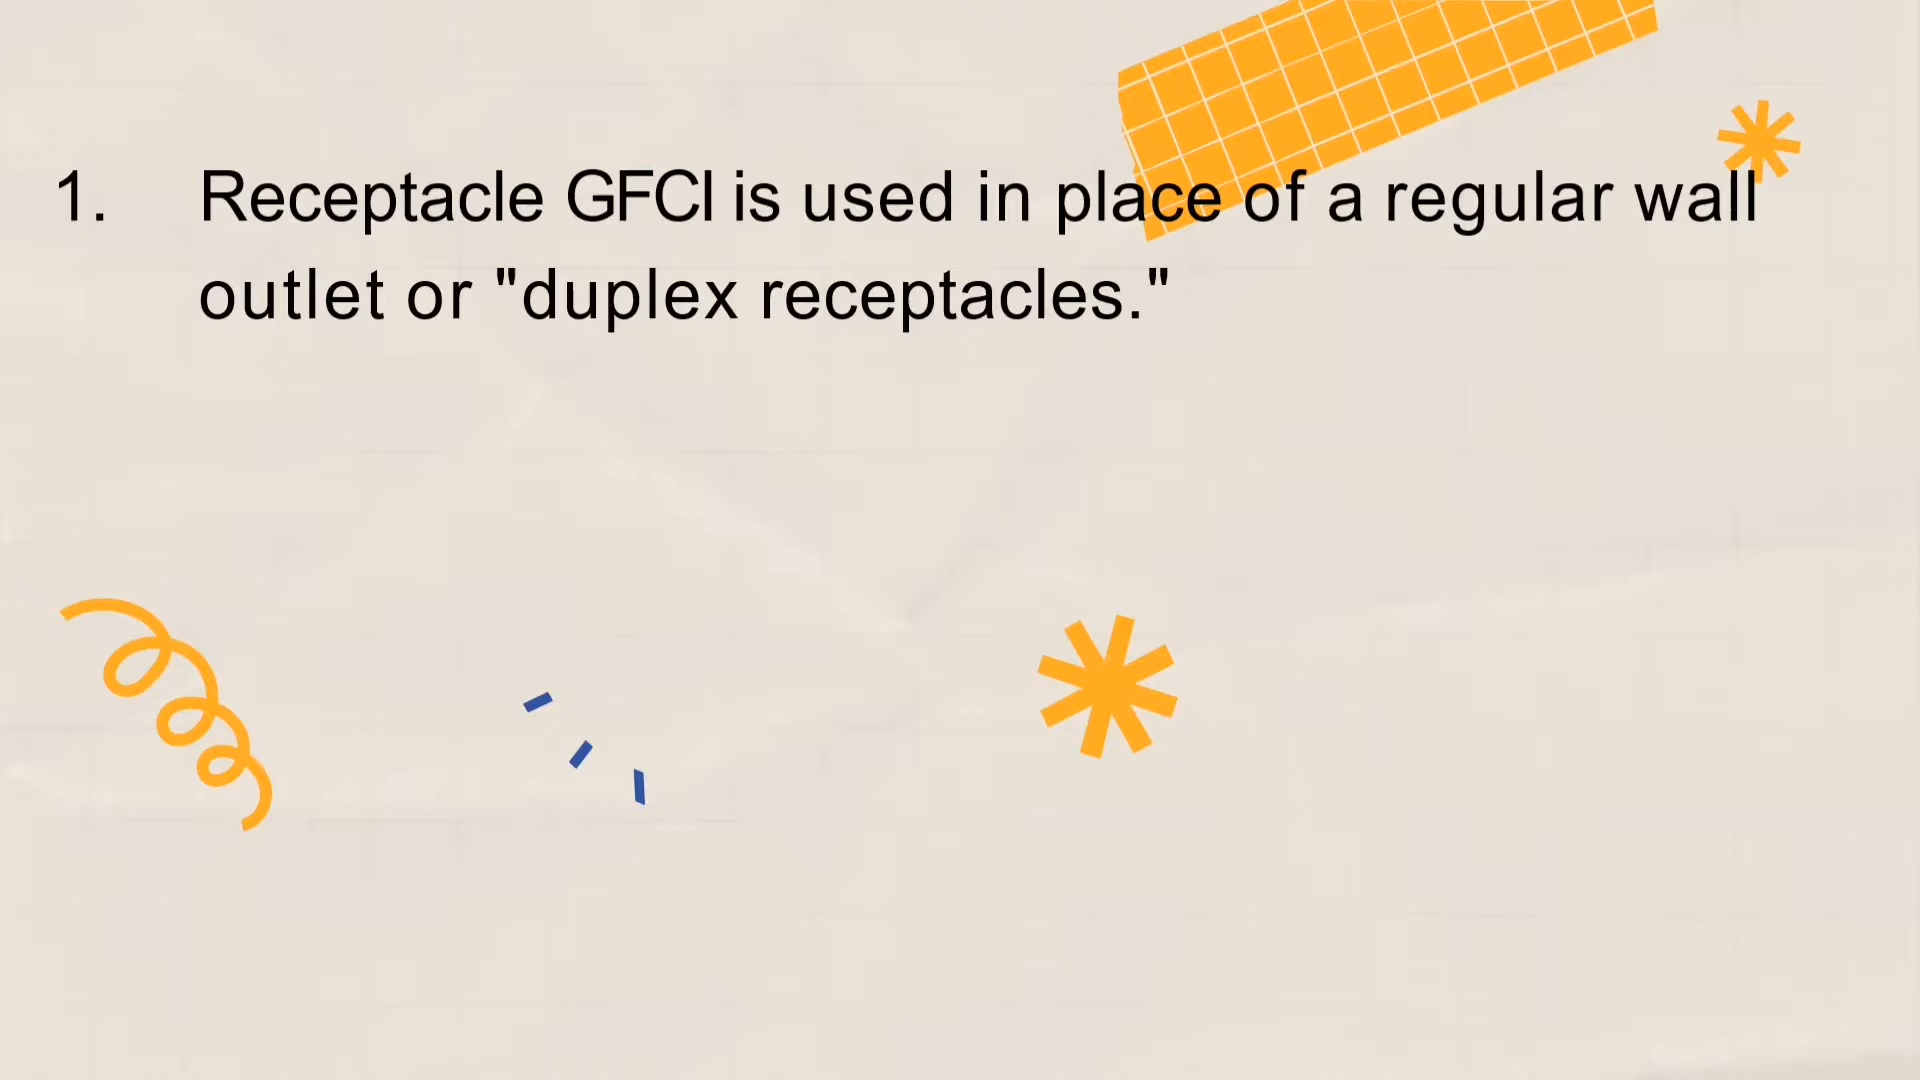 1. Receptacle GFCI is used in place of a regular wall
outlet or "duplex receptacles."